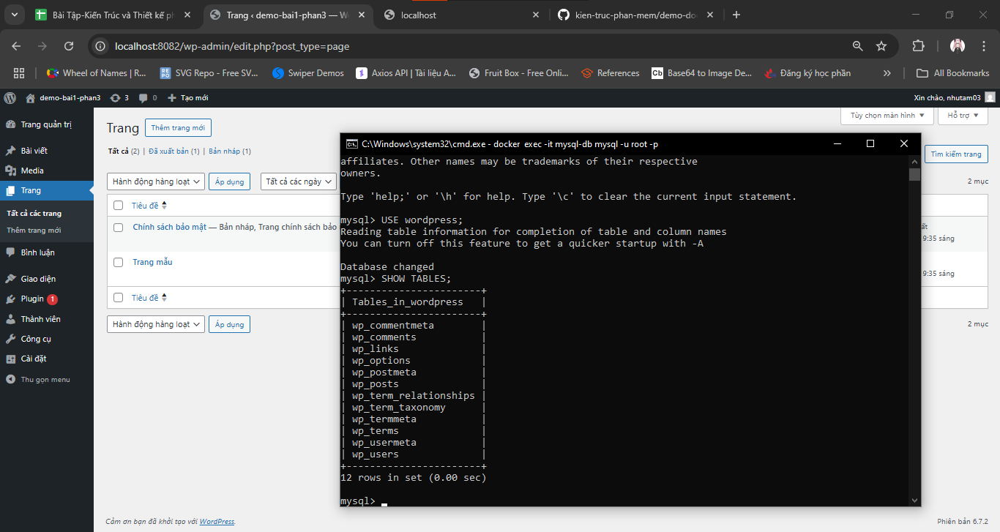 Bài Tập-Kiến Trúc và Thiết kế ph
Trang ‹ demo-bai1-phan3 — W
localhost
kien-truc-phan-mem/demo-do
localhost:8082/wp-admin/edit.php?post_type=page
Wheel of Names | R...
SVG Repo - Free SV...
Swiper Demos
Axios API | Tài liệu A...
Fruit Box - Free Onli...
References
Base64 to Image De...
Đăng ký học phần
All Bookmarks
demo-bai1-phan3
3
0
Tạo mới
Xin chào, nhutam03
Trang quản trị
Bài viết
Media
Trang
Tất cả các trang
Thêm trang mới
Bình luận
Giao diện
Plugin 1
Thành viên
Công cụ
Cài đặt
Thu gọn menu
Trang
Thêm trang mới
Tùy chọn màn hình
Hỗ trợ
Tất cả (2) | Đã xuất bản (1) | Bản nháp (1)
Tìm kiếm trang
Hành động hàng loạt
Áp dụng
Tất cả các ngày
2 mục
Tiêu đề
Chính sách bảo mật — Bản nháp, Trang chính sách bảo
9:35 sáng
Trang mẫu
9:35 sáng
Tiêu đề
Hành động hàng loạt
Áp dụng
2 mục
C:\Windows\system32\cmd.exe - docker exec -it mysql-db mysql -u root -p
affiliates. Other names may be trademarks of their respective
owners.
Type 'help;' or '\h' for help. Type '\c' to clear the current input statement.
mysql> USE wordpress;
Reading table information for completion of table and column names
You can turn off this feature to get a quicker startup with -A
Database changed
mysql> SHOW TABLES;
+-----------------------+
| Tables_in_wordpress   |
+-----------------------+
| wp_commentmeta        |
| wp_comments           |
| wp_links              |
| wp_options            |
| wp_postmeta           |
| wp_posts              |
| wp_term_relationships |
| wp_term_taxonomy      |
| wp_termmeta           |
| wp_terms              |
| wp_usermeta           |
| wp_users              |
+-----------------------+
12 rows in set (0.00 sec)
mysql>
Cảm ơn bạn đã khởi tạo với WordPress.
Phiên bản 6.7.2